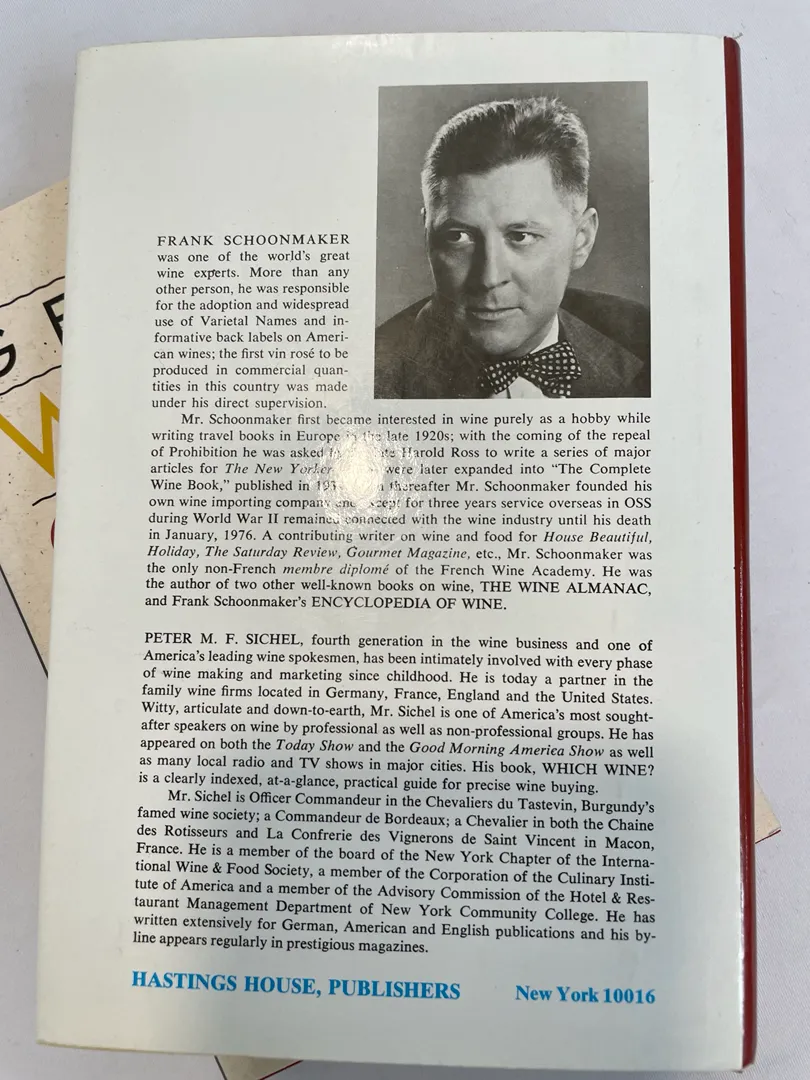 FRANK SCHOONMAKER
was one of the world's great
wine experts. More than any
other person, he was responsible
for the adoption and widespread
use of Varietal Names and in-
formative back labels on Ameri-
can wines; the first vin rosé to be
produced in commercial quan-
tities in this country was made
under his direct supervision.
Mr. Schoonmaker first became interested in wine purely as a hobby while
writing travel books in Europe in the late 1920s; with the coming of the repeal
of Prohibition he was asked Harold Ross to write a series of major
articles for The New Yorker were later expanded into "The Complete
Wine Book," published in thereafter Mr. Schoonmaker founded his
own wine importing company and except for three years service overseas in OSS
during World War II remained connected with the wine industry until his death
in January, 1976. A contributing writer on wine and food for House Beautiful,
Holiday, The Saturday Review, Gourmet Magazine, etc., Mr. Schoonmaker was
the only non-French membre diplomé of the French Wine Academy. He was
the author of two other well-known books on wine, THE WINE ALMANAC,
and Frank Schoonmaker's ENCYCLOPEDIA OF WINE.
PETER M. F. SICHEL, fourth generation in the wine business and one of
America's leading wine spokesmen, has been intimately involved with every phase
of wine making and marketing since childhood. He is today a partner in the
family wine firms located in Germany, France, England and the United States.
Witty, articulate and down-to-earth, Mr. Sichel is one of America's most sought-
after speakers on wine by professional as well as non-professional groups. He has
appeared on both the Today Show and the Good Morning America Show as well
as many local radio and TV shows in major cities. His book, WHICH WINE?
is a clearly indexed, at-a-glance, practical guide for precise wine buying.
Mr. Sichel is Officer Commandeur in the Chevaliers du Tastevin, Burgundy's
famed wine society; a Commandeur de Bordeaux; a Chevalier in both the Chaine
des Rotisseurs and La Confrerie des Vignerons de Saint Vincent in Macon,
France. He is a member of the board of the New York Chapter of the Interna-
tional Wine & Food Society, a member of the Corporation of the Culinary Insti-
tute of America and a member of the Advisory Commission of the Hotel & Res-
taurant Management Department of New York Community College. He has
written extensively for German, American and English publications and his by-
line appears regularly in prestigious magazines.
HASTINGS HOUSE, PUBLISHERS New York 10016